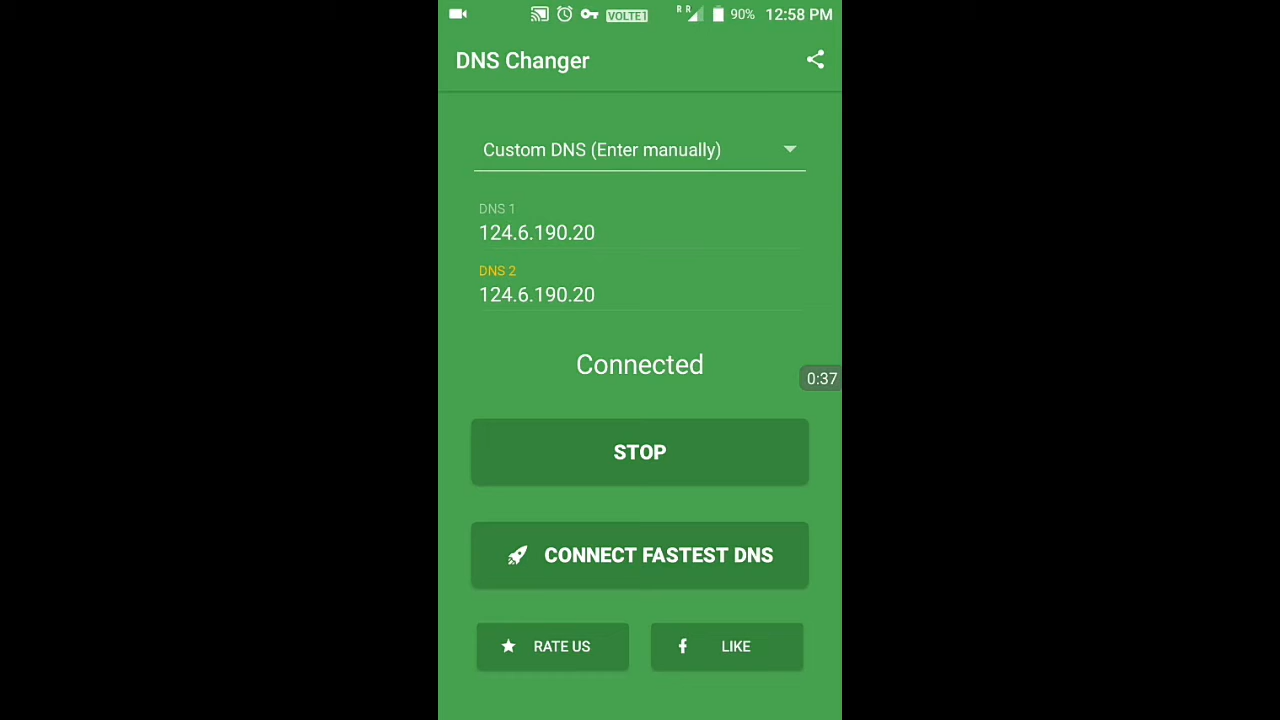 VOLTE1 R R 90% 12:58 PM
DNS Changer
Custom DNS (Enter manually)
DNS 1
124.6.190.20
DNS 2
124.6.190.20
Connected
0:37
STOP
CONNECT FASTEST DNS
RATE US
LIKE